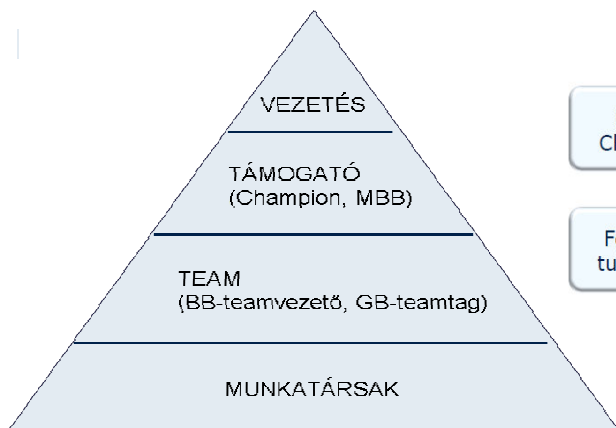 VEZETÉS
TÁMOGATÓ
(Champion, MBB)
TEAM
(BB-teamvezető, GB-teamtag)
MUNKATÁRSAK